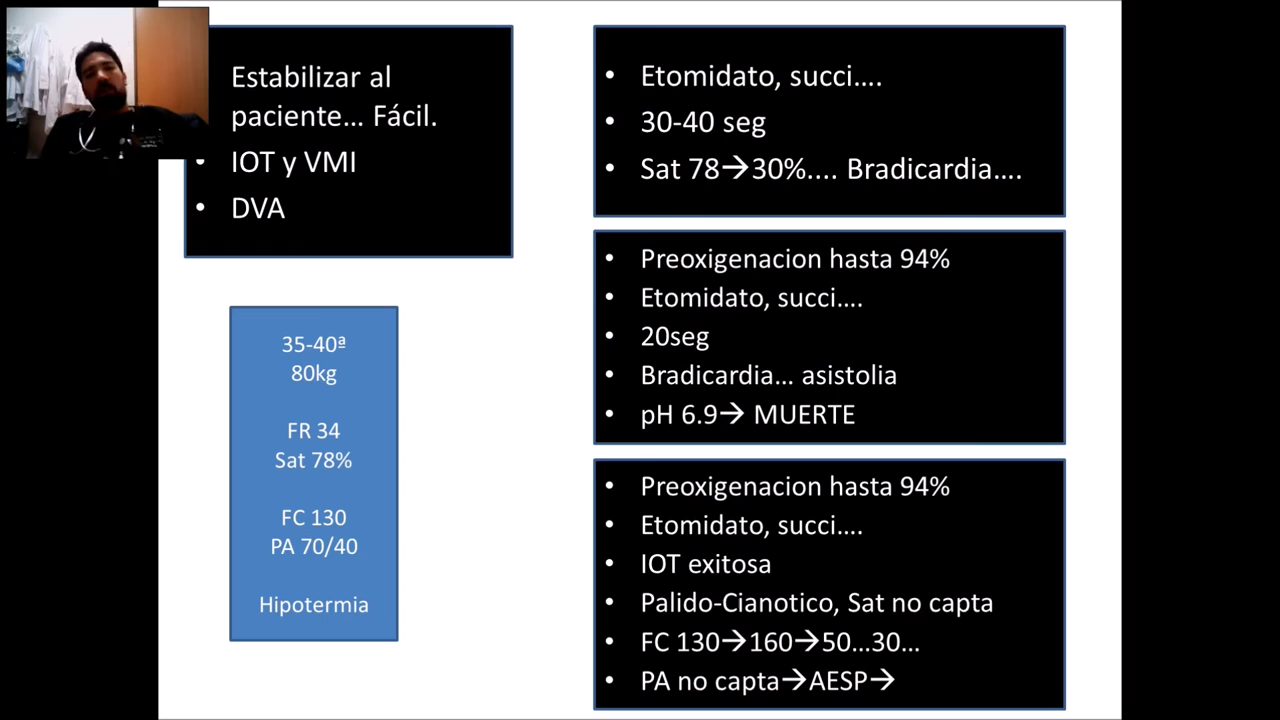 Estabilizar al
paciente… Fácil.
• IOT y VMI
• DVA
35-40ª
80kg
FR 34
Sat 78%
FC 130
PA 70/40
Hipotermia
• Etomidato, succi….
• 30-40 seg
• Sat 78→30%.... Bradicardia….
• Preoxigenacion hasta 94%
• Etomidato, succi….
• 20seg
• Bradicardia… asistolia
• pH 6.9→ MUERTE
• Preoxigenacion hasta 94%
• Etomidato, succi….
• IOT exitosa
• Palido-Cianotico, Sat no capta
• FC 130→160→50…30…
• PA no capta→AESP→